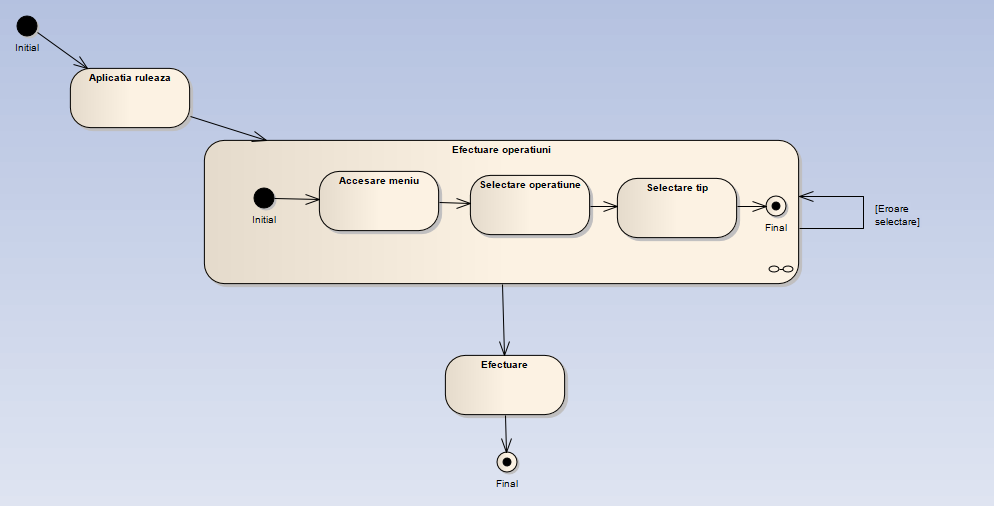 Initial
Aplicatia ruleaza
Efectuare operatiuni
Accesare meniu
Selectare operatiune
Selectare tip
Initial
Final
[Eroare
selectare]
Efectuare
Final